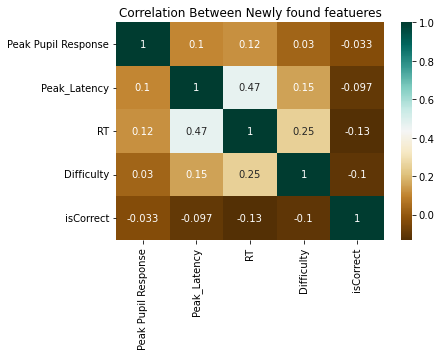 Correlation Between Newly found featueres
Peak Pupil Response 1 0.1 0.12 0.03 -0.033
Peak_Latency 0.1 1 0.47 0.15 -0.097
RT 0.12 0.47 1 0.25 -0.13
Difficulty 0.03 0.15 0.25 1 -0.1
isCorrect -0.033 -0.097 -0.13 -0.1 1
Peak Pupil Response
Peak_Latency
RT
Difficulty
isCorrect
1.0
0.8
0.6
0.4
0.2
0.0